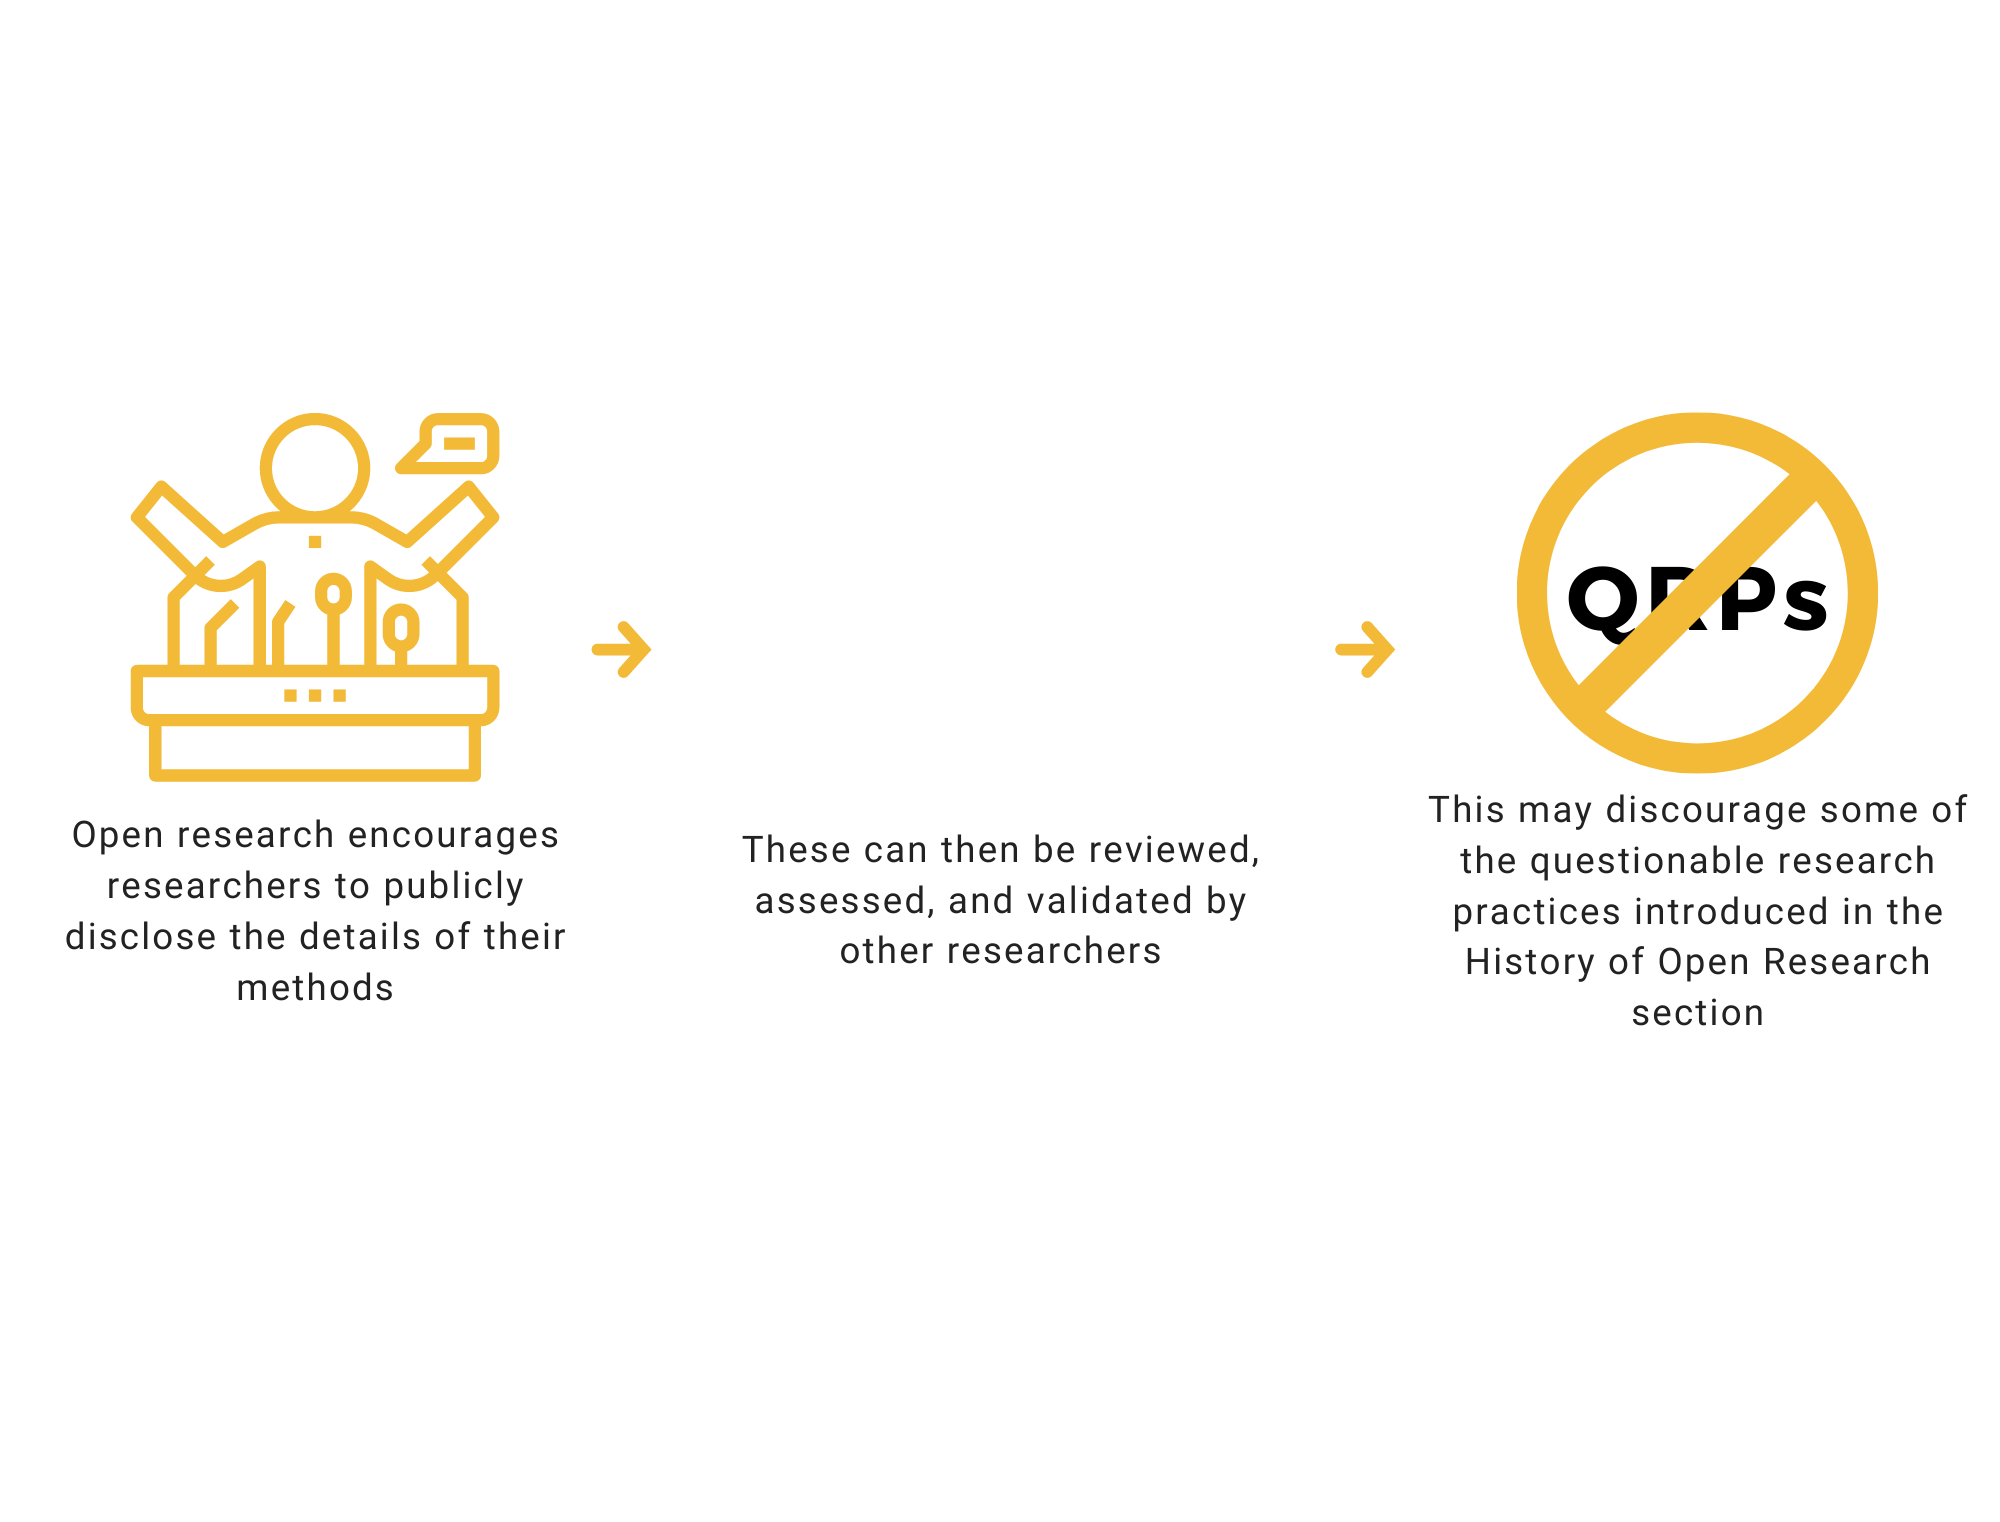 QRPs
Open research encourages
researchers to publicly
disclose the details of their
methods
These can then be reviewed,
assessed, and validated by
other researchers
This may discourage some of
the questionable research
practices introduced in the
History of Open Research
section